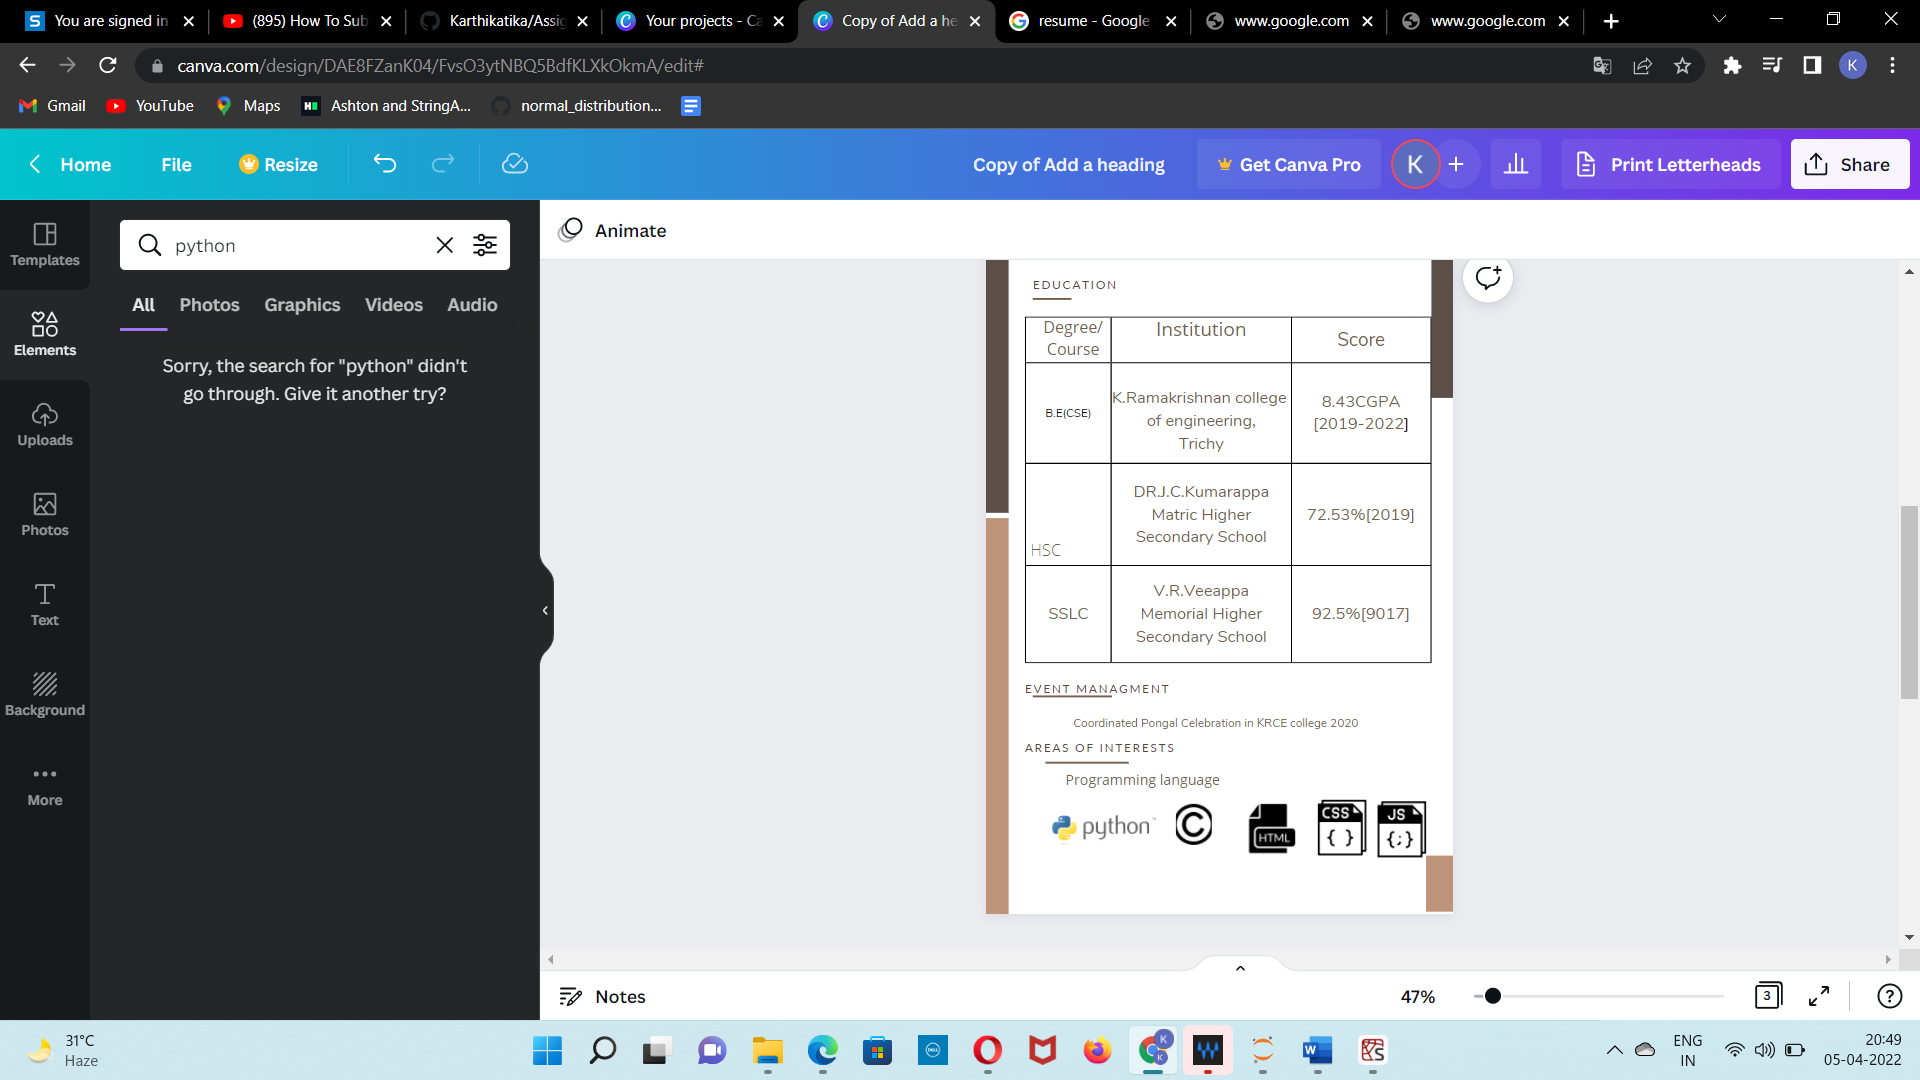 You are signed in
(895) How To Sub
Karthikatika/Assig
Your projects - Ca
Copy of Add a he
resume - Google
www.google.com
www.google.com
canva.com/design/DAE8FZanK04/FvsO3ytNBQ5BdfKLXkOkmA/edit#
K
Gmail
YouTube
Maps
Ashton and StringA...
normal_distribution...
Home
File
Resize
Copy of Add a heading
Get Canva Pro
K
Print Letterheads
Share
Templates
Elements
Uploads
Photos
Text
Background
More
python
All
Photos
Graphics
Videos
Audio
Sorry, the search for "python" didn't
go through. Give it another try?
Animate
EDUCATION
Degree/
Course
Institution
Score
B.E(CSE)
K.Ramakrishnan college
of engineering,
Trichy
8.43CGPA
[2019-2022]
HSC
DR.J.C.Kumarappa
Matric Higher
Secondary School
72.53%[2019]
SSLC
V.R.Veeappa
Memorial Higher
Secondary School
92.5%[9017]
EVENT MANAGMENT
Coordinated Pongal Celebration in KRCE college 2020
AREAS OF INTERESTS
Programming language
python
HTML
CSS
JS
Notes
47%
3
31°C
Haze
ENG
IN
20:49
05-04-2022